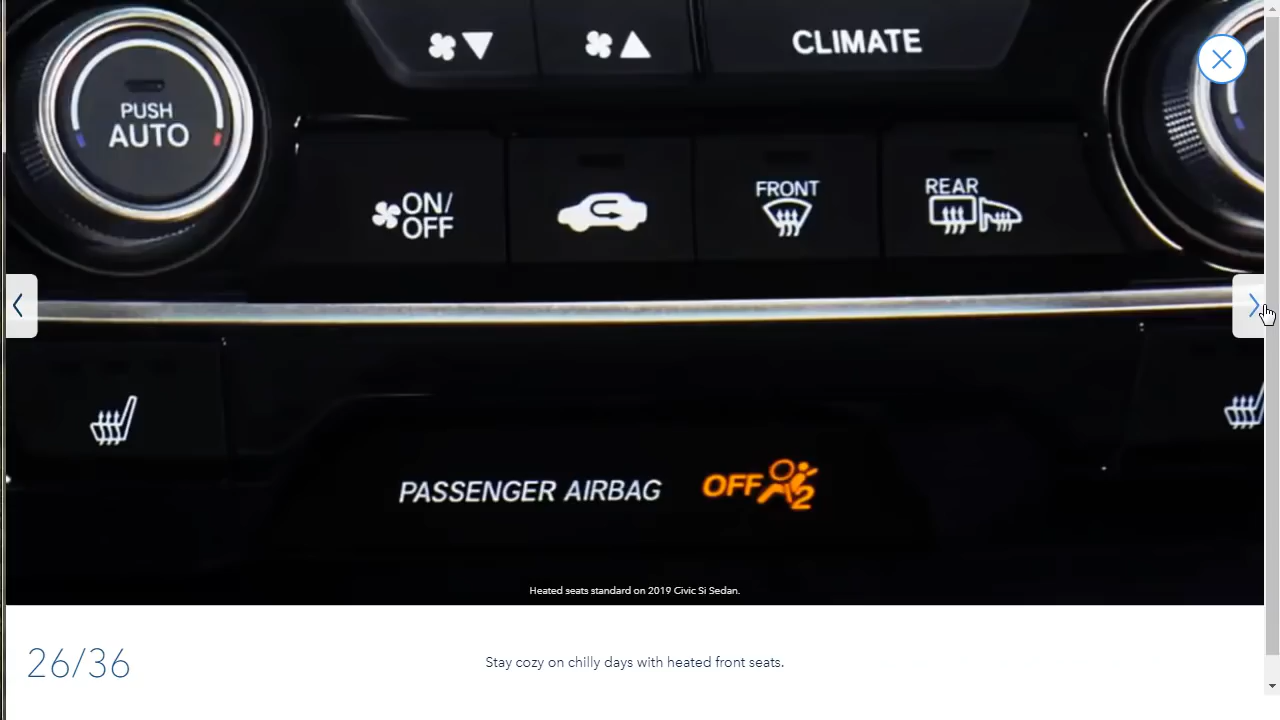 CLIMATE
PUSH
AUTO
ON/
OFF
FRONT
REAR
PASSENGER AIRBAG OFF 2
Heated seats standard on 2019 Civic Si Sedan.
26/36
Stay cozy on chilly days with heated front seats.